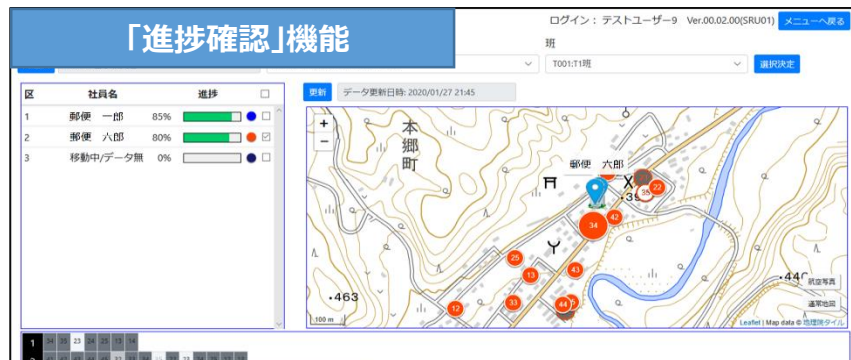 「進捗確認」機能
ログイン： テストユーザー9 Ver.00.02.00(SRU01) メニューへ戻る
班
T001:T1班 選択決定
区 社員名 進捗
更新 データ更新日時: 2020/01/27 21:45
1 郵便 一郎 85%
2 郵便 六郎 80%
3 移動中/データ無 0%
+
−
本郷町
郵便 六郎
22
42
34
25
13
43
33
12
44
·463
100 m
航空写真
通常地図
Leaflet | Map data © 地理院タイル
1 34 35 23 24 25 13 14